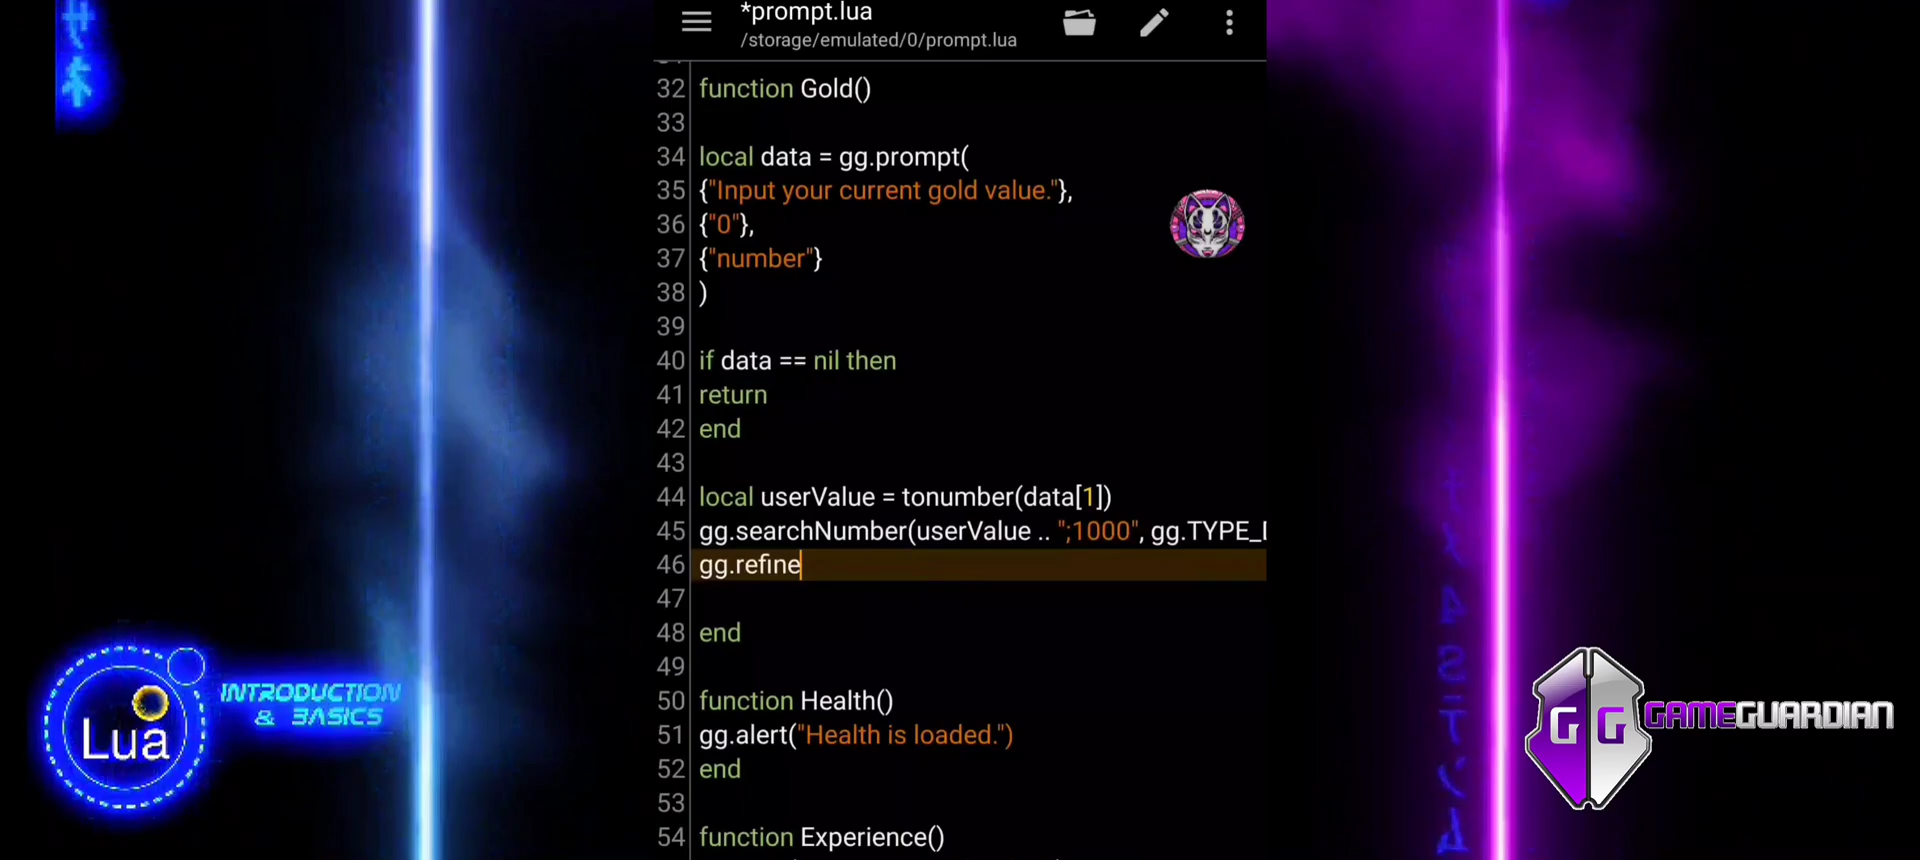 *prompt.lua
/storage/emulated/0/prompt.lua
32 function Gold()
33
34 local data = gg.prompt(
35 {"Input your current gold value."},
36 {"0"},
37 {"number"}
38 )
39
40 if data == nil then
41 return
42 end
43
44 local userValue = tonumber(data[1])
45 gg.searchNumber(userValue .. ";1000", gg.TYPE_
46 gg.refine
47
48 end
49
50 function Health()
51 gg.alert("Health is loaded.")
52 end
53
54 function Experience()
Lua
INTRODUCTION
& BASICS
GG
GAMEGUARDIAN